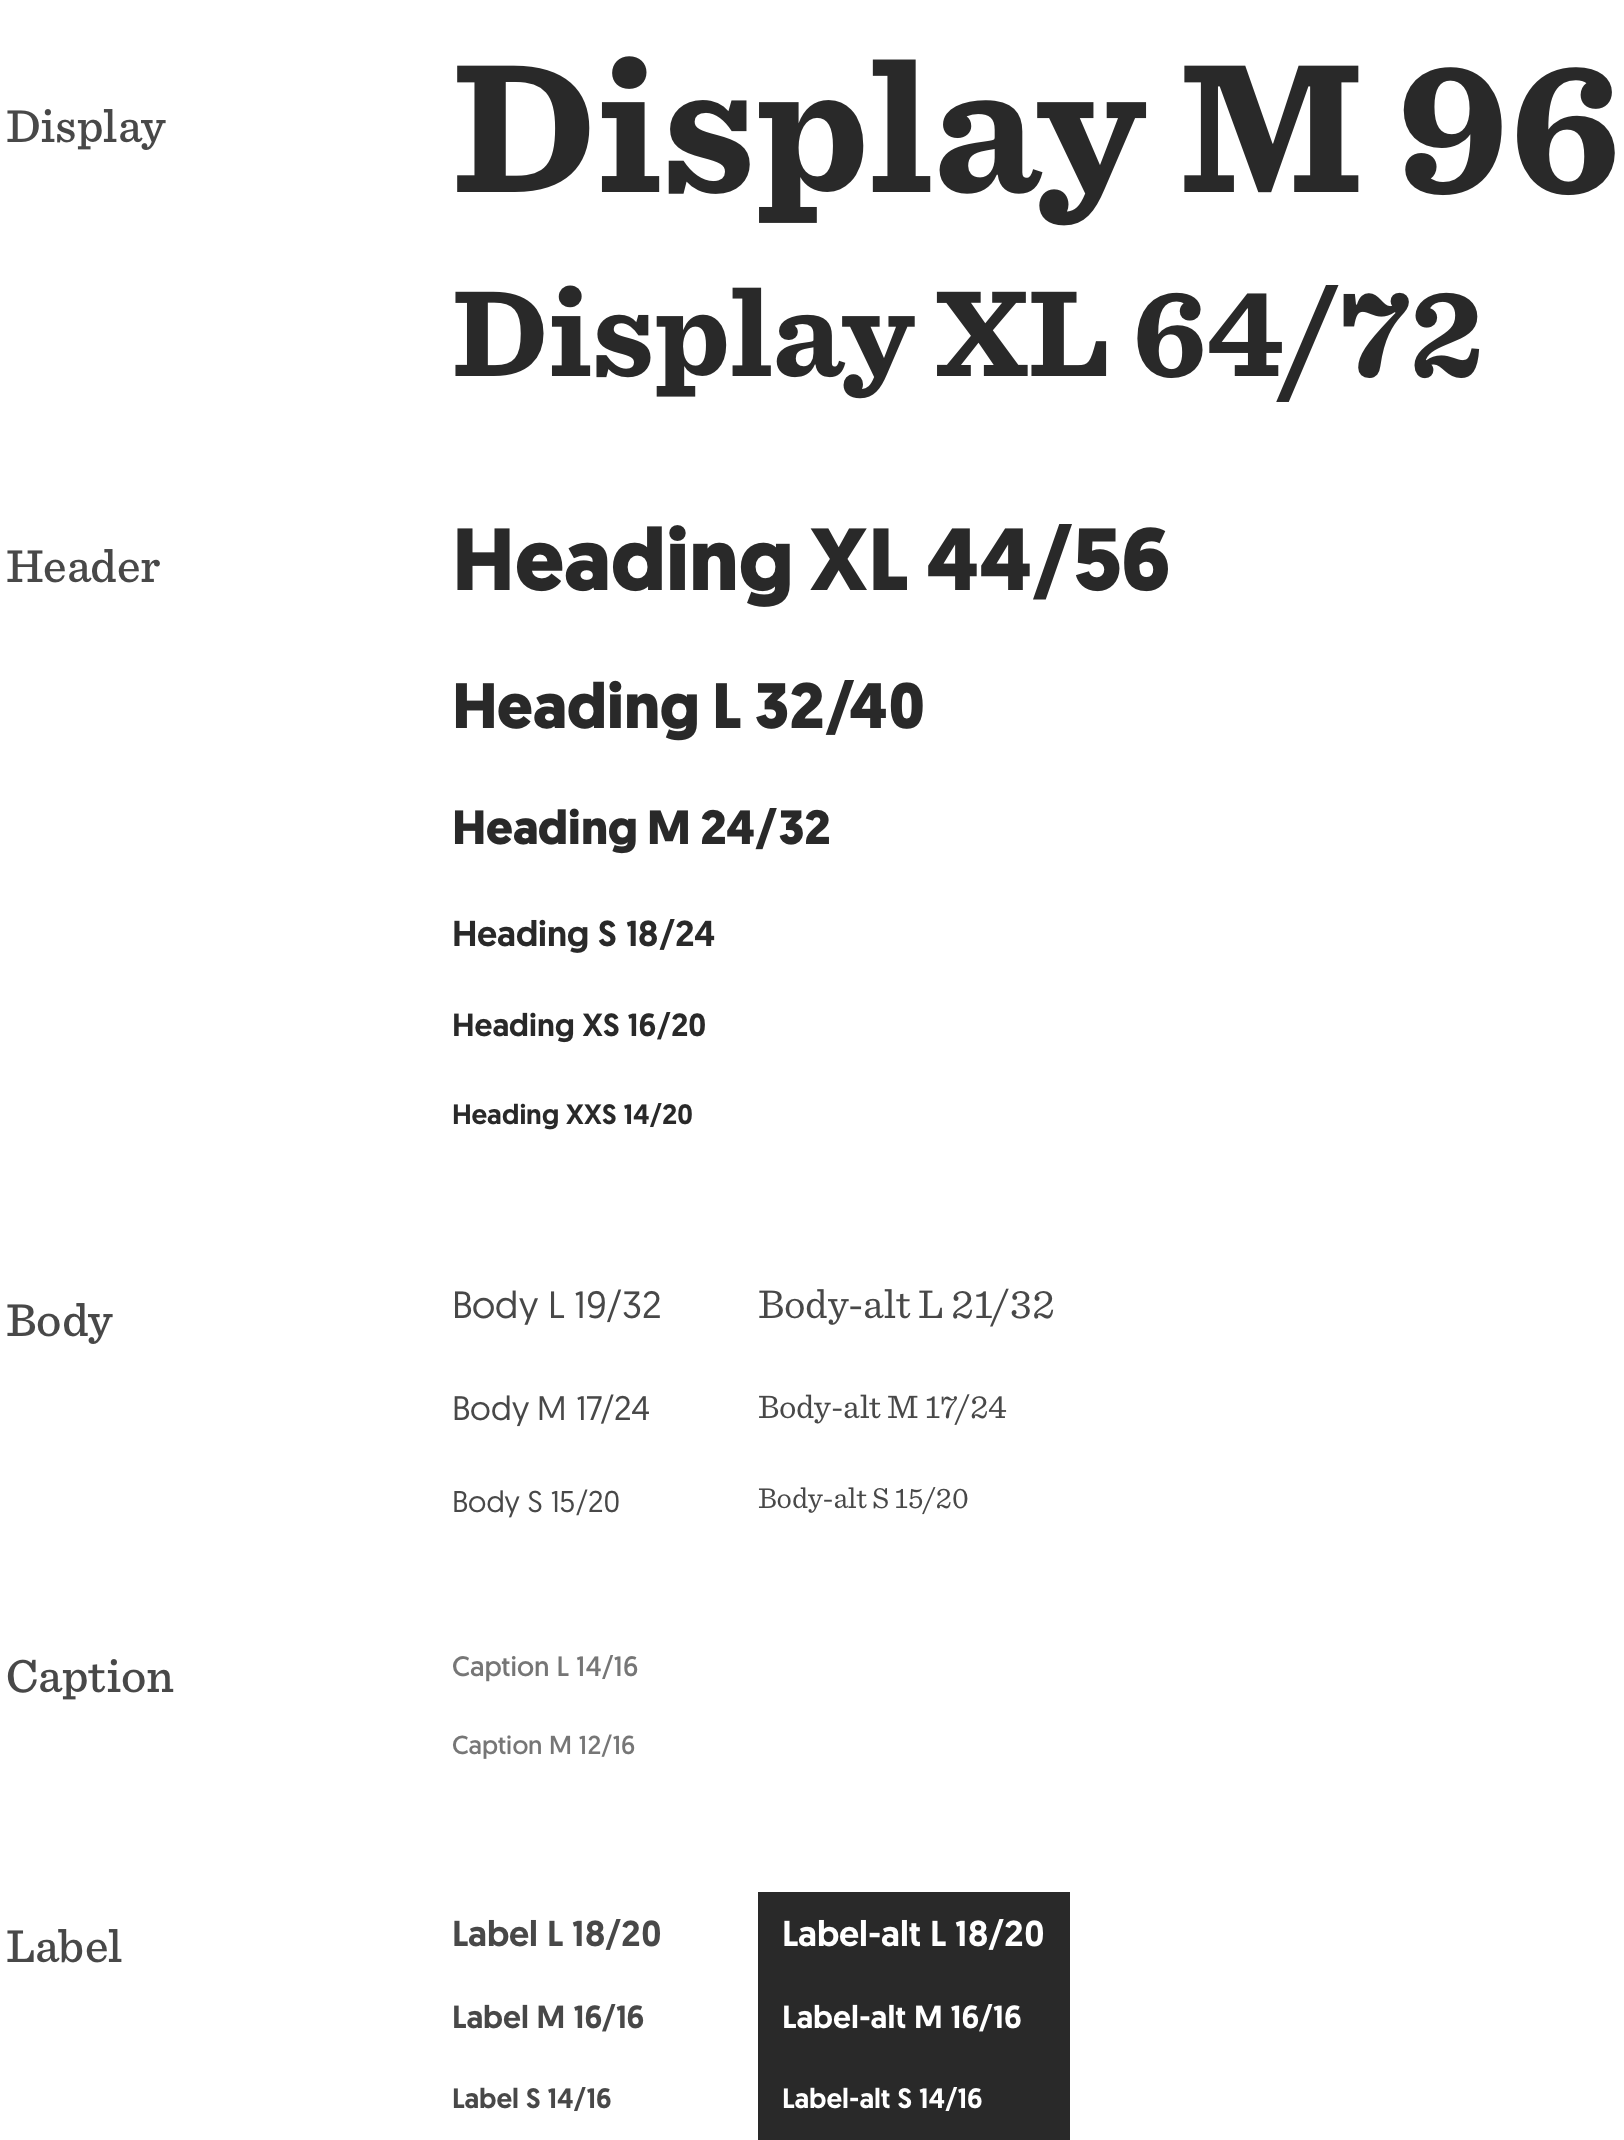 Display
Display M 96
Display XL 64/72
Header
Heading XL 44/56
Heading L 32/40
Heading M 24/32
Heading S 18/24
Heading XS 16/20
Heading XXS 14/20
Body
Body L 19/32
Body-alt L 21/32
Body M 17/24
Body-alt M 17/24
Body S 15/20
Body-alt S 15/20
Caption
Caption L 14/16
Caption M 12/16
Label
Label L 18/20
Label-alt L 18/20
Label M 16/16
Label-alt M 16/16
Label S 14/16
Label-alt S 14/16